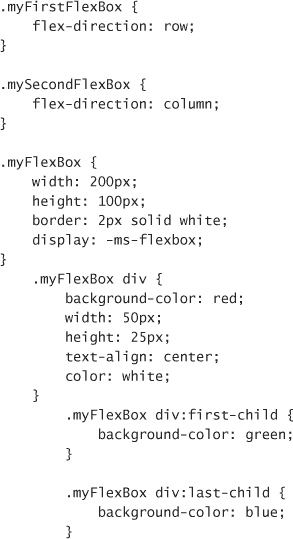 .myFirstFlexBox {
    flex-direction: row;
}

.mySecondFlexBox {
    flex-direction: column;
}

.myFlexBox {
    width: 200px;
    height: 100px;
    border: 2px solid white;
    display: -ms-flexbox;
}
    .myFlexBox div {
        background-color: red;
        width: 50px;
        height: 25px;
        text-align: center;
        color: white;
    }
        .myFlexBox div:first-child {
            background-color: green;
        }

        .myFlexBox div:last-child {
            background-color: blue;
        }